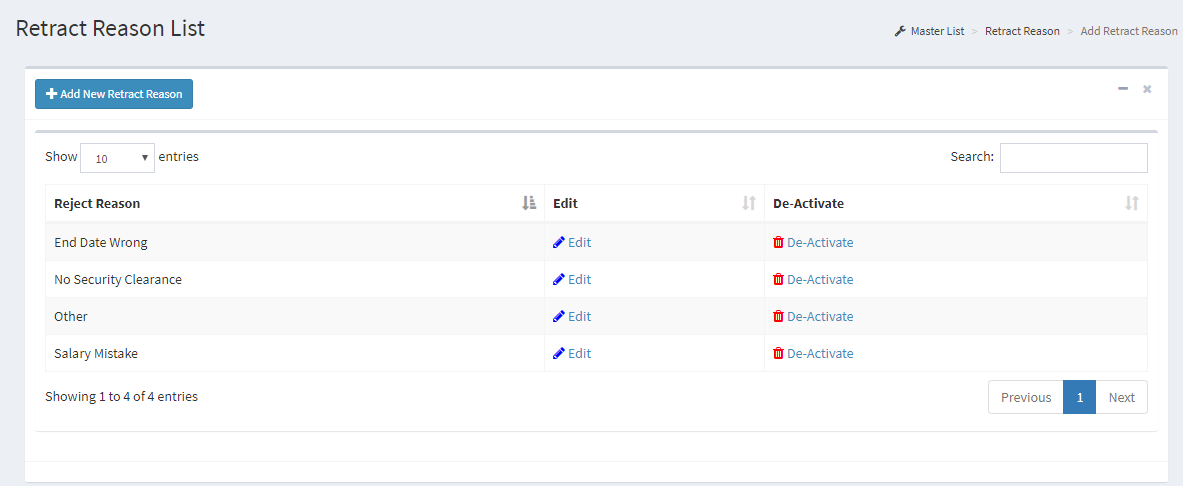 Retract Reason List
Master List > Retract Reason > Add Retract Reason
Add New Retract Reason
Show 10 entries
Search:
Reject Reason Edit De-Activate
End Date Wrong Edit De-Activate
No Security Clearance Edit De-Activate
Other Edit De-Activate
Salary Mistake Edit De-Activate
Showing 1 to 4 of 4 entries
Previous 1 Next